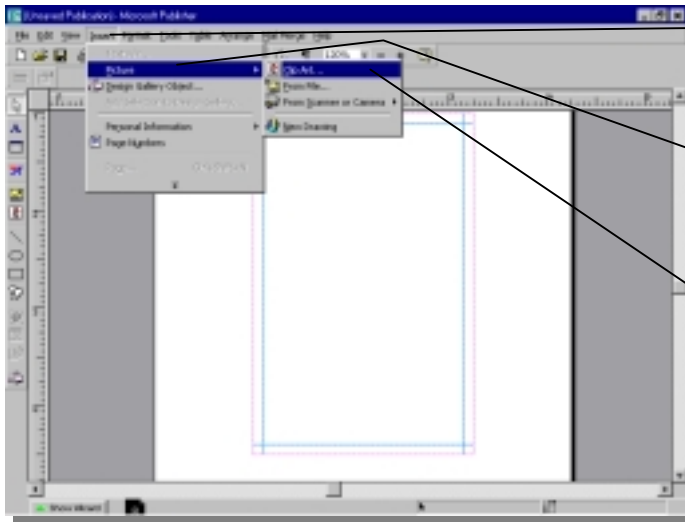 [Unsaved Publication] - Microsoft Publisher
File Edit View Insert Format Tools Table Arrange Mail Merge Help
120%
Picture
Clip Art...
Design Gallery Object...
From File...
From Scanner or Camera
Personal Information
New Drawing
Page Numbers
Page...
Show Wizard